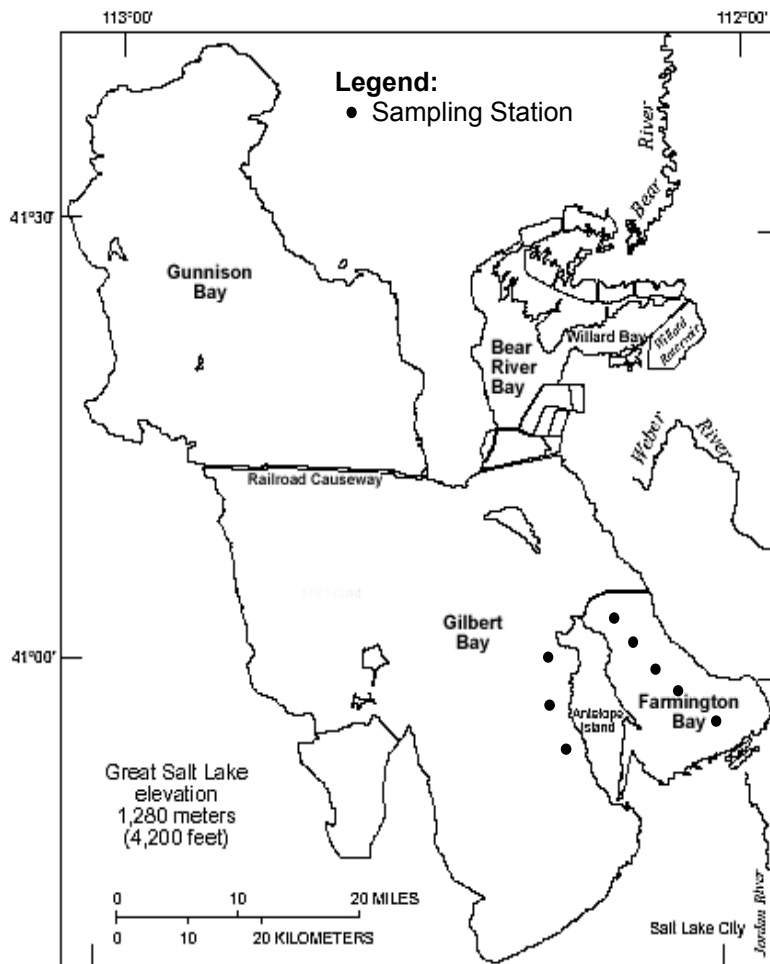 113°00'
112°00'
Legend:
Sampling Station
Bear River
41°30'
Gunnison
Bay
Willard Bay
Willard
Reservoir
Bear
River
Bay
Weber River
Railroad Causeway
Gilbert
Bay
41°00'
Farmington
Bay
Antelope
Island
Great Salt Lake
elevation
1,280 meters
(4,200 feet)
0 10 20 MILES
0 10 20 KILOMETERS
Salt Lake City
Jordan River